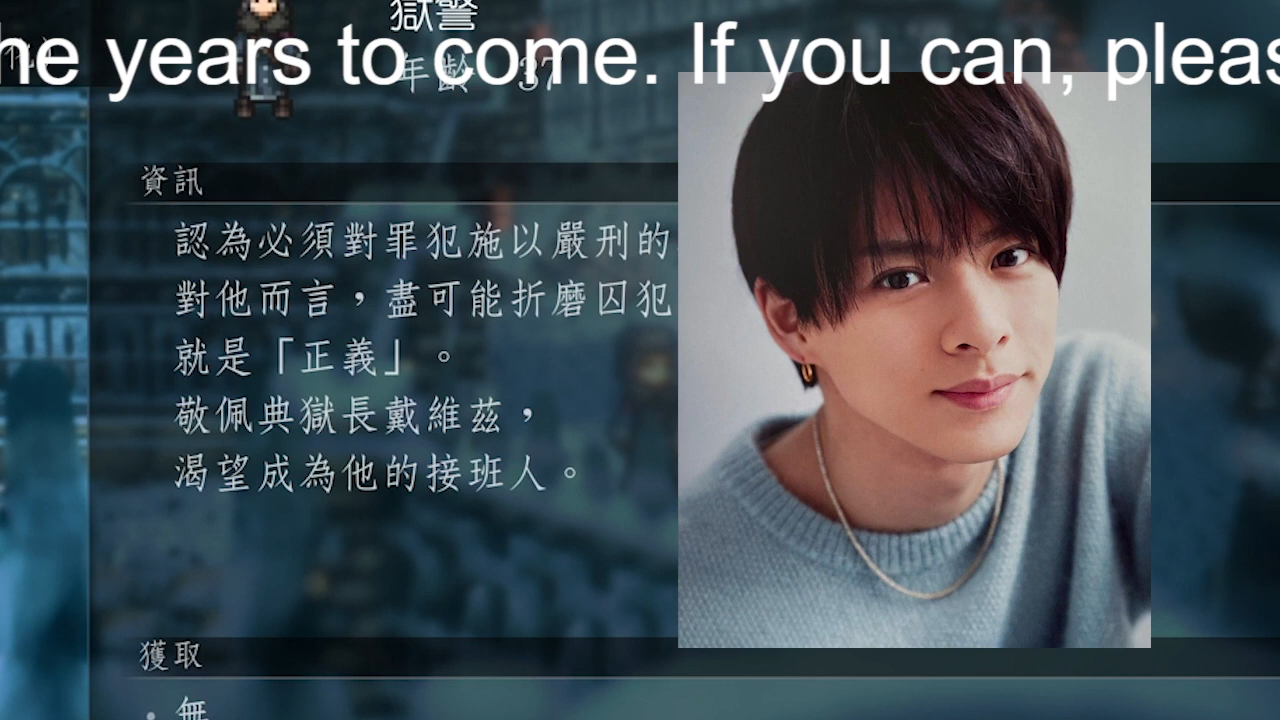 獄警
he years to come. If you can, pleas
年齡 37
資訊
認為必須對罪犯施以嚴刑的
對他而言，盡可能折磨囚犯
就是「正義」。
敬佩典獄長戴維茲，
渴望成為他的接班人。
獲取
・無